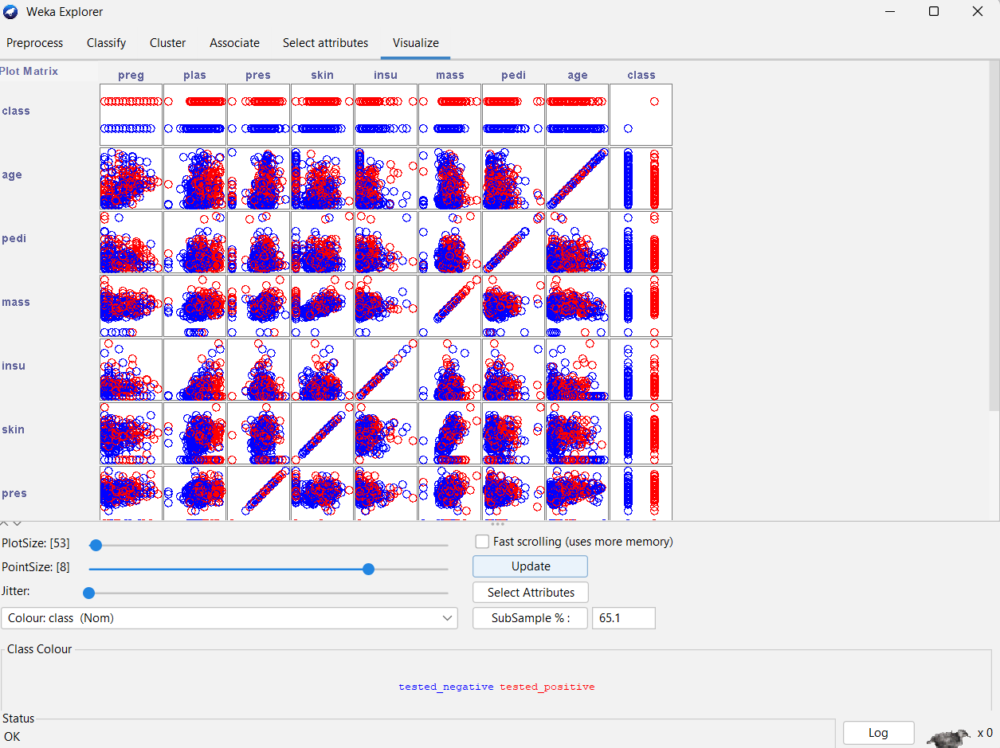 Weka Explorer
Preprocess Classify Cluster Associate Select attributes Visualize
Plot Matrix preg plas pres skin insu mass pedi age class
class
age
pedi
mass
insu
skin
pres
PlotSize: [53] Fast scrolling (uses more memory)
PointSize: [8] Update
Jitter: Select Attributes
Colour: class (Nom) SubSample % : 65.1
Class Colour
tested_negative tested_positive
Status
OK Log x 0